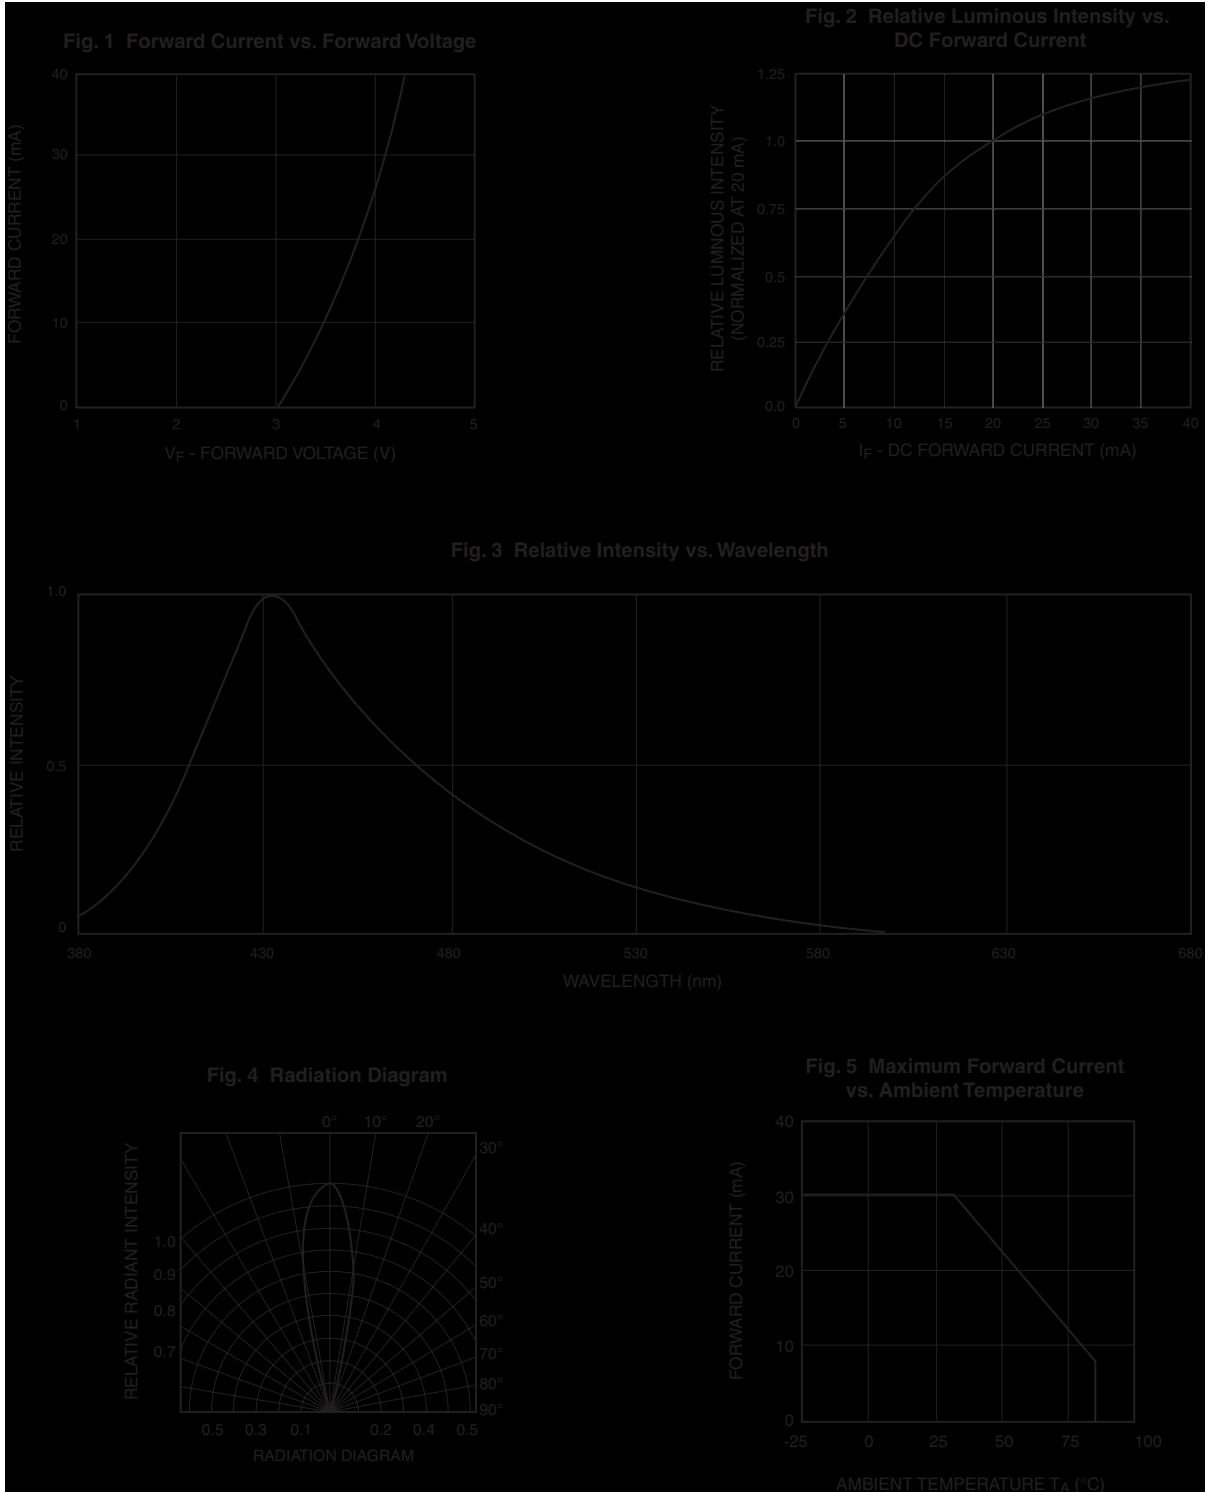 Fig. 1 Forward Current vs. Forward Voltage
40
30
20
10
0
1 2 3 4 5
FORWARD CURRENT (mA)
VF - FORWARD VOLTAGE (V)
Fig. 2 Relative Luminous Intensity vs.
DC Forward Current
1.25
1.0
0.75
0.5
0.25
0.0
0 5 10 15 20 25 30 35 40
RELATIVE LUMNOUS INTENSITY
(NORMALIZED AT 20 mA)
IF - DC FORWARD CURRENT (mA)
Fig. 3 Relative Intensity vs. Wavelength
1.0
0.5
0
380 430 480 530 580 630 680
RELATIVE INTENSITY
WAVELENGTH (nm)
Fig. 4 Radiation Diagram
0° 10° 20°
30°
40°
50°
60°
70°
80°
90°
1.0
0.9
0.8
0.7
0.5 0.3 0.1 0.2 0.4 0.5
RELATIVE RADIANT INTENSITY
RADIATION DIAGRAM
Fig. 5 Maximum Forward Current
vs. Ambient Temperature
40
30
20
10
0
-25 0 25 50 75 100
FORWARD CURRENT (mA)
AMBIENT TEMPERATURE TA (°C)